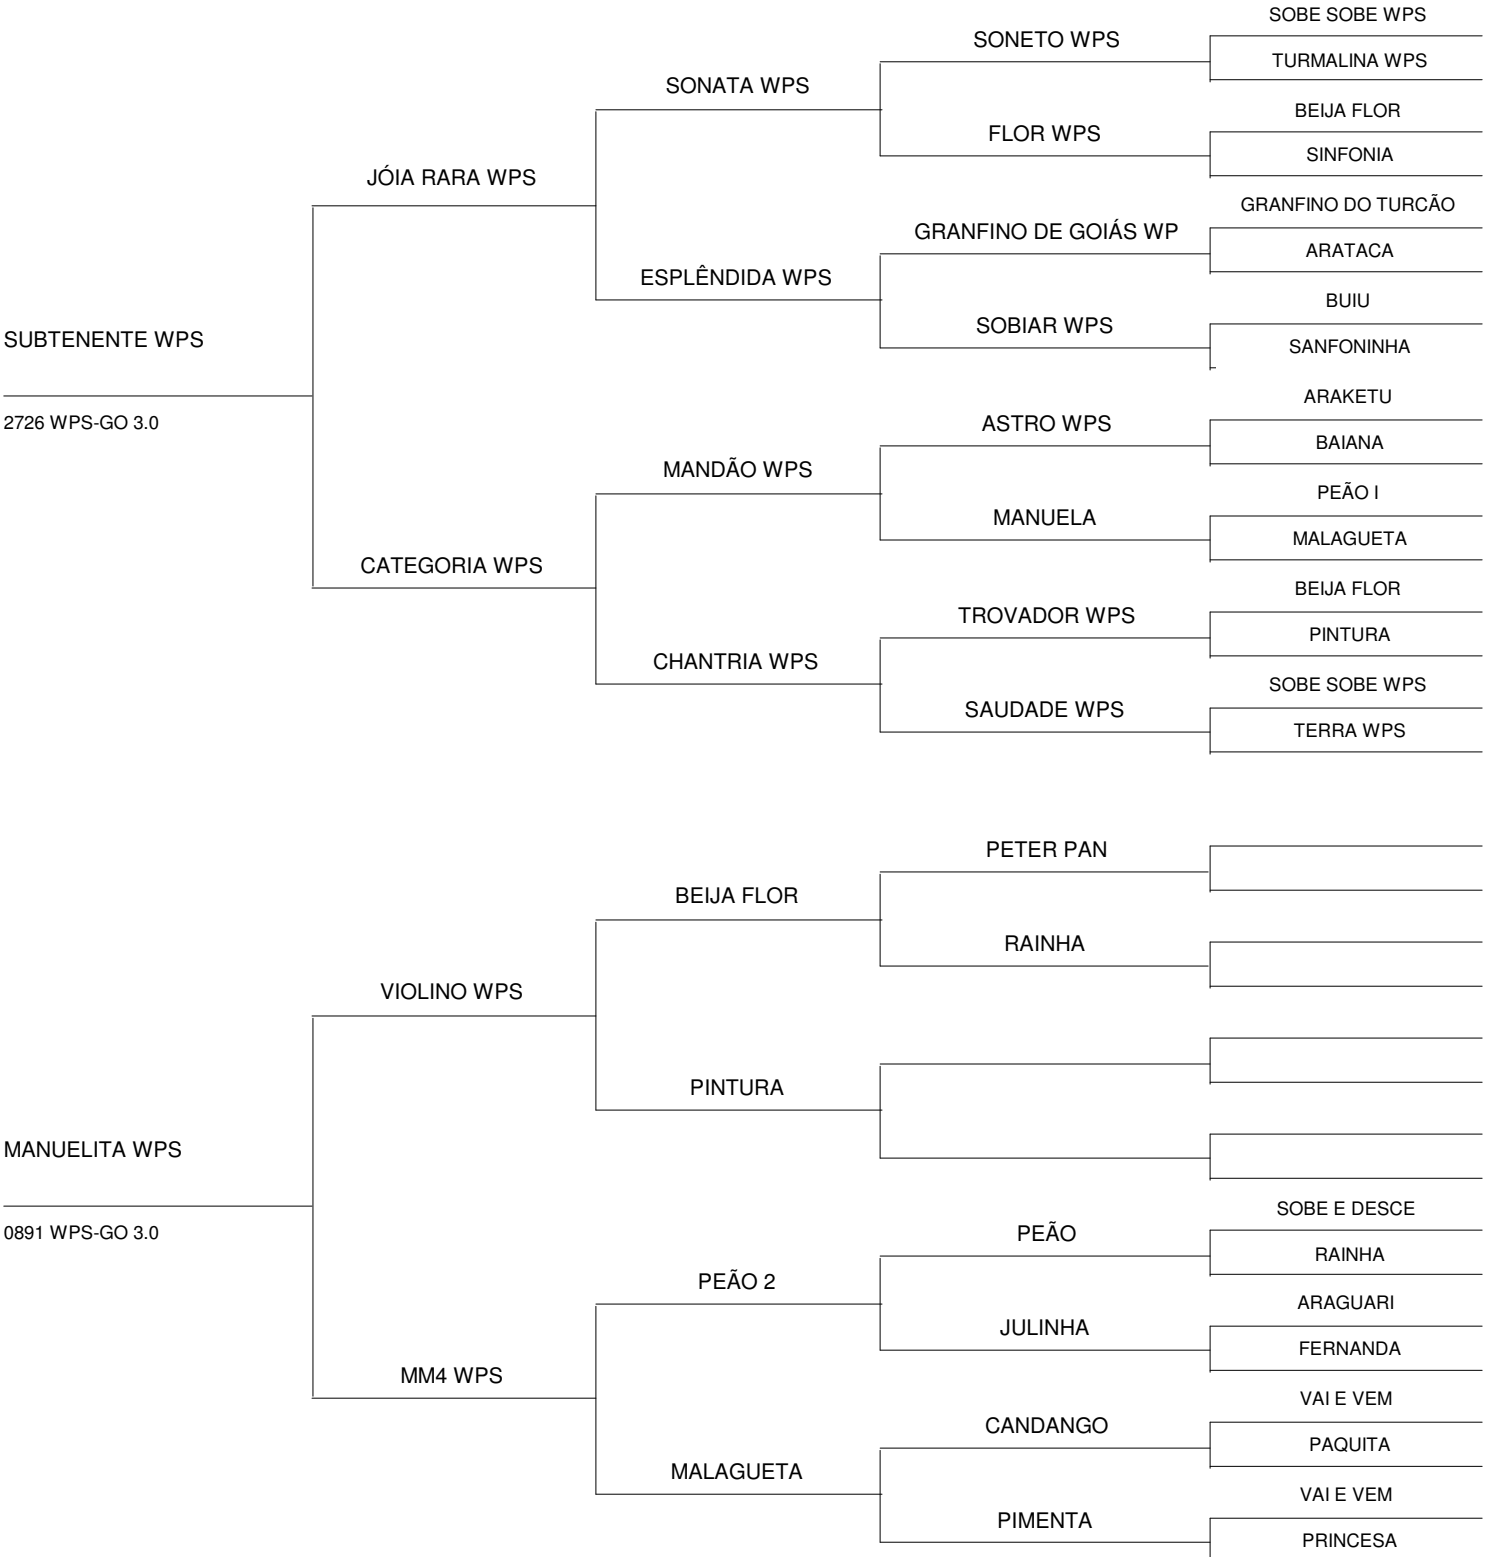 SOBE SOBE WPS
SONETO WPS
TURMALINA WPS
SONATA WPS
BEIJA FLOR
FLOR WPS
SINFONIA
JÓIA RARA WPS
GRANFINO DO TURCÃO
GRANFINO DE GOIÁS WP
ARATACA
ESPLÊNDIDA WPS
BUIU
SOBIAR WPS
SANFONINHA
SUBTENENTE WPS
2726 WPS-GO 3.0
ARAKETU
ASTRO WPS
BAIANA
MANDÃO WPS
PEÃO I
MANUELA
MALAGUETA
CATEGORIA WPS
BEIJA FLOR
TROVADOR WPS
PINTURA
CHANTRIA WPS
SOBE SOBE WPS
SAUDADE WPS
TERRA WPS
PETER PAN
BEIJA FLOR
RAINHA
VIOLINO WPS
PINTURA
MANUELITA WPS
0891 WPS-GO 3.0
SOBE E DESCE
PEÃO
RAINHA
PEÃO 2
ARAGUARI
JULINHA
FERNANDA
MM4 WPS
VAI E VEM
CANDANGO
PAQUITA
MALAGUETA
VAI E VEM
PIMENTA
PRINCESA